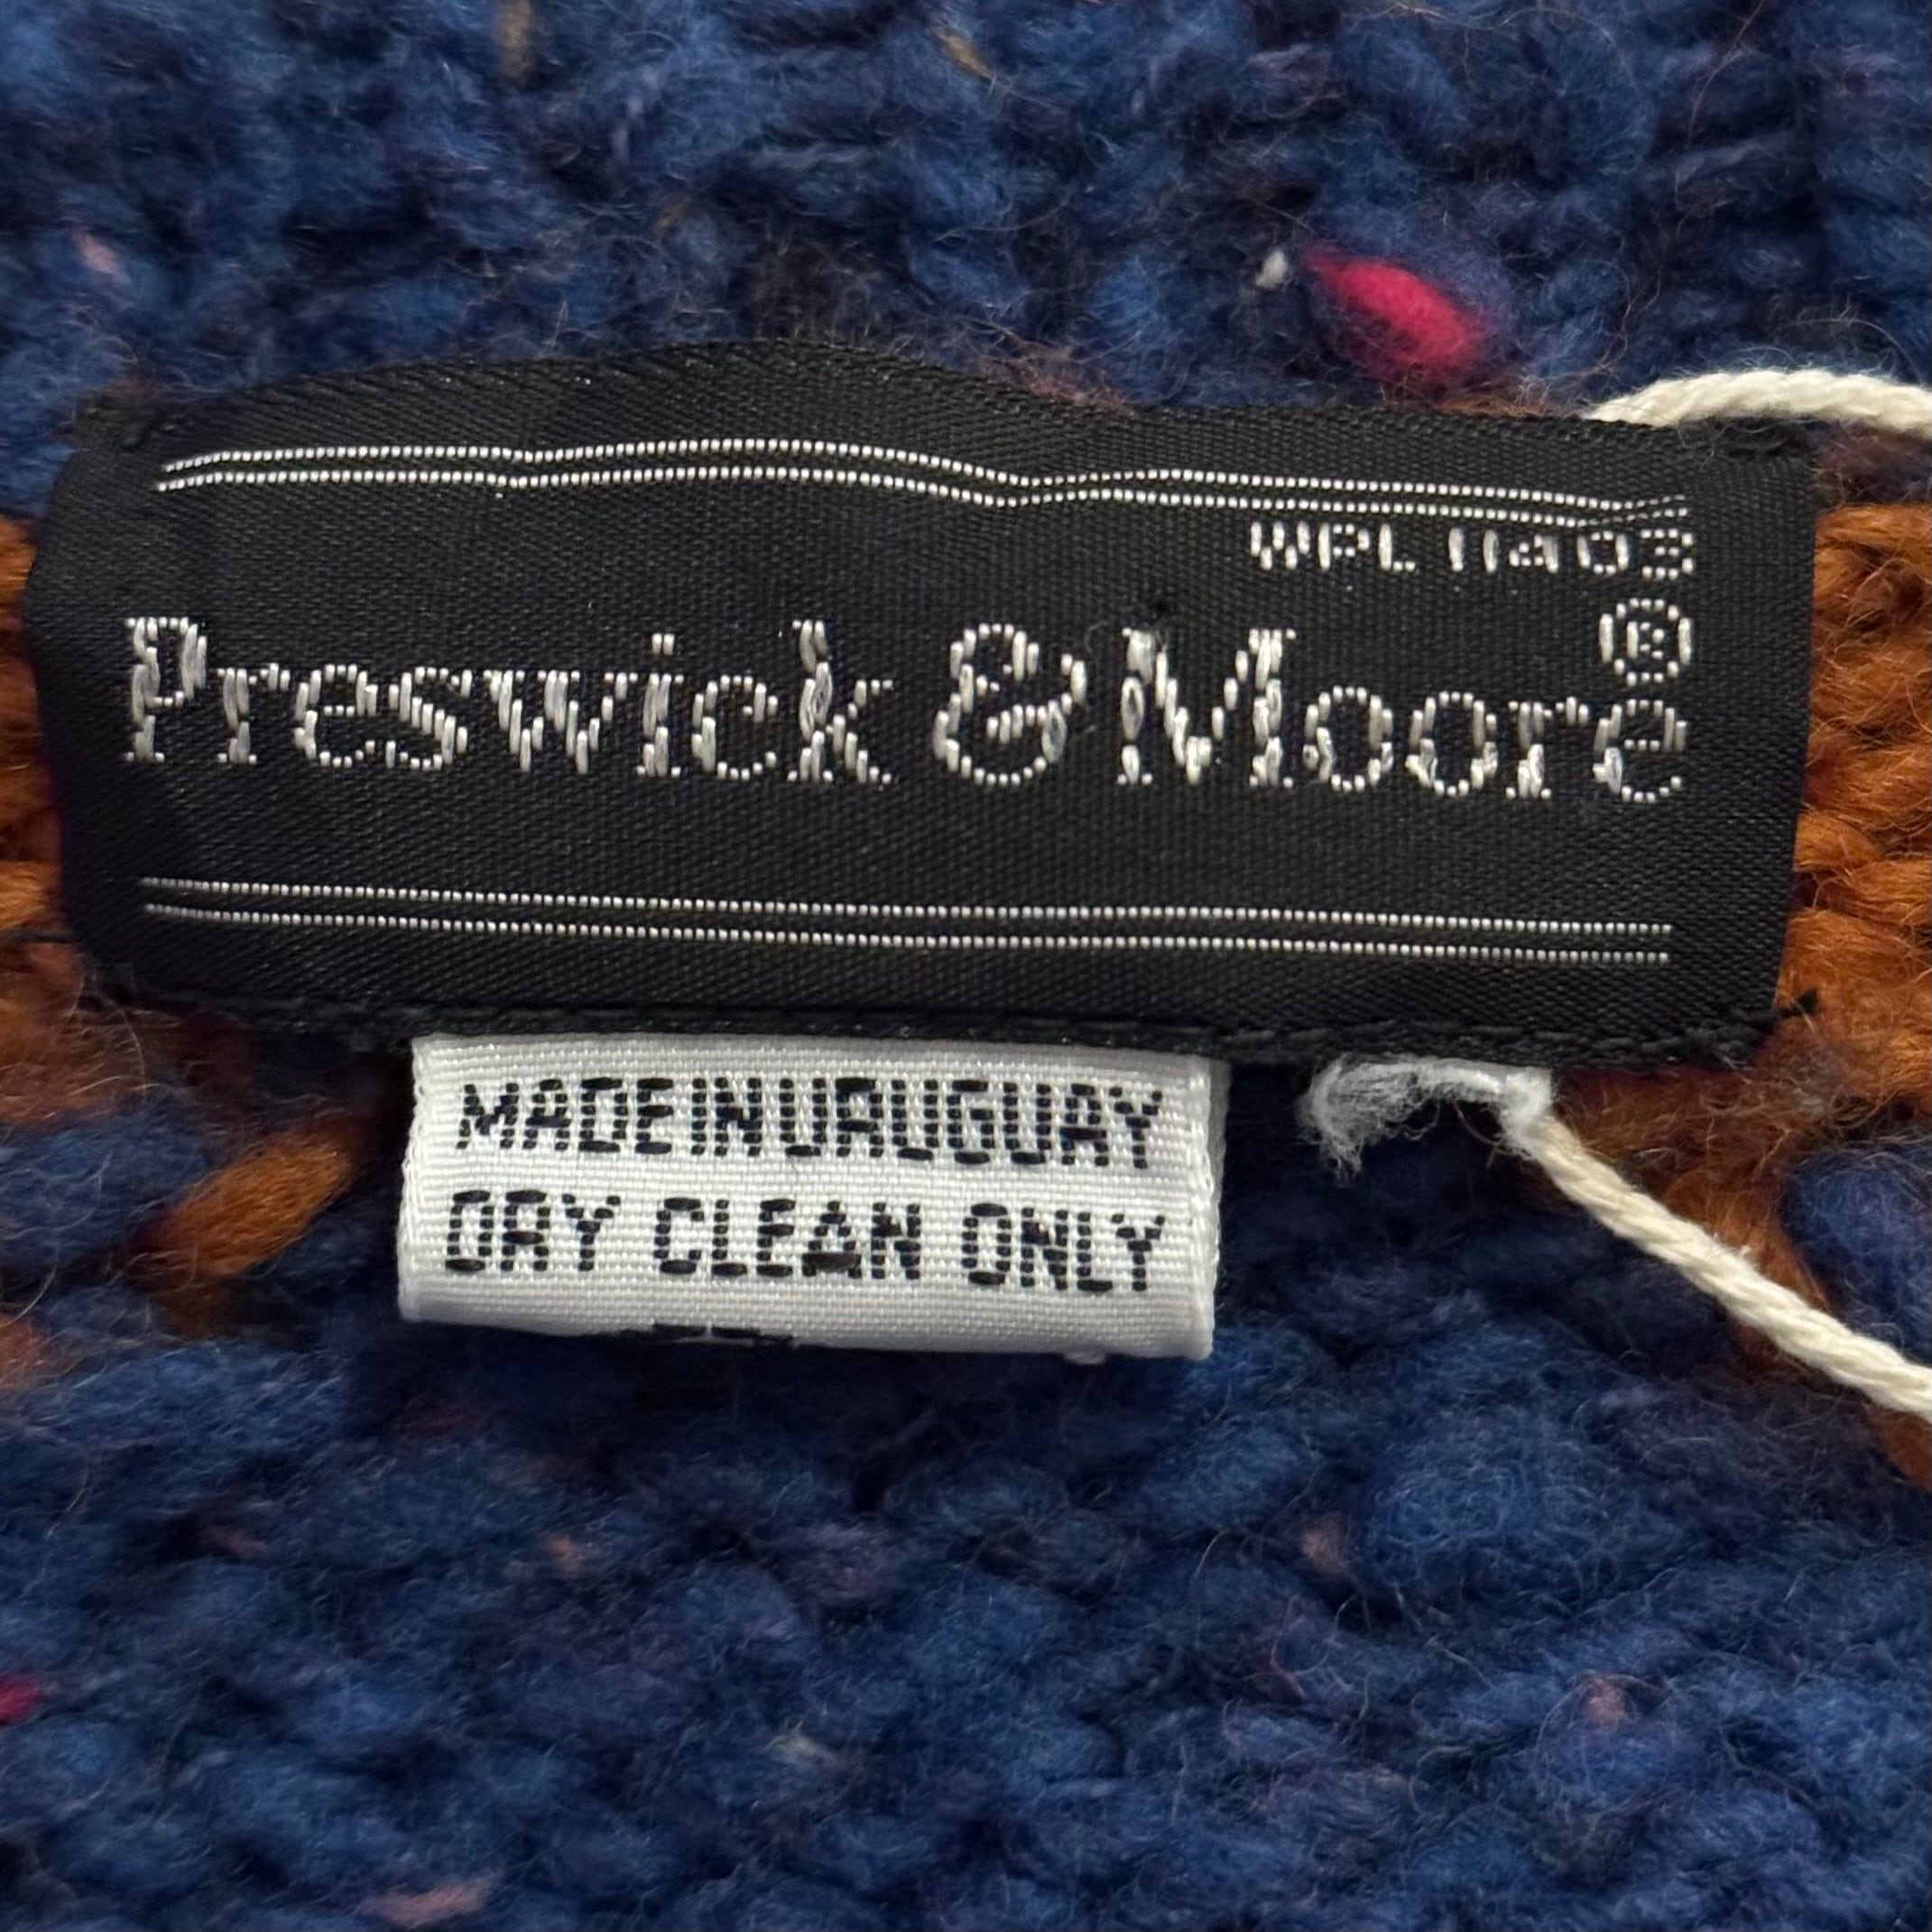 WPL 11403
Preswick & Moore®
MADE IN URUGUAY
DRY CLEAN ONLY